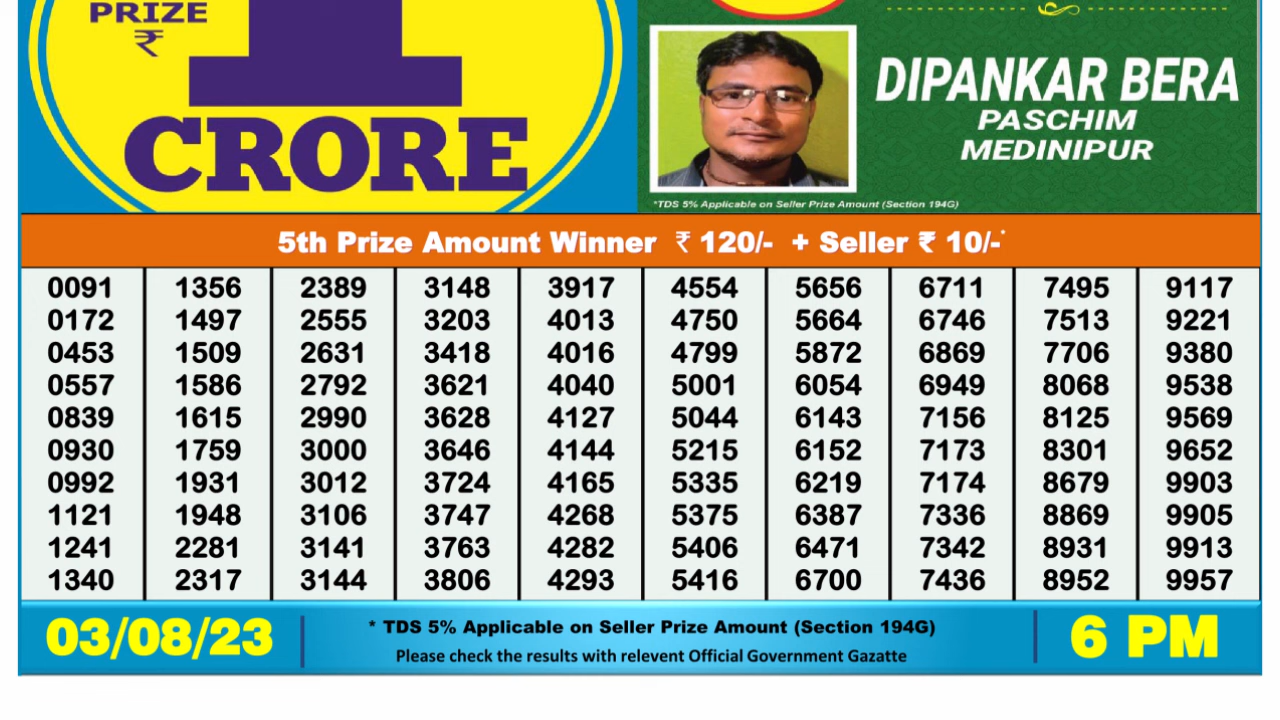 PRIZE
₹
1
CRORE
DIPANKAR BERA
PASCHIM
MEDINIPUR
*TDS 5% Applicable on Seller Prize Amount (Section 194G)
5th Prize Amount Winner ₹ 120/- + Seller ₹ 10/-*
0091 1356 2389 3148 3917 4554 5656 6711 7495 9117
0172 1497 2555 3203 4013 4750 5664 6746 7513 9221
0453 1509 2631 3418 4016 4799 5872 6869 7706 9380
0557 1586 2792 3621 4040 5001 6054 6949 8068 9538
0839 1615 2990 3628 4127 5044 6143 7156 8125 9569
0930 1759 3000 3646 4144 5215 6152 7173 8301 9652
0992 1931 3012 3724 4165 5335 6219 7174 8679 9903
1121 1948 3106 3747 4268 5375 6387 7336 8869 9905
1241 2281 3141 3763 4282 5406 6471 7342 8931 9913
1340 2317 3144 3806 4293 5416 6700 7436 8952 9957
03/08/23
* TDS 5% Applicable on Seller Prize Amount (Section 194G)
Please check the results with relevent Official Government Gazatte
6 PM